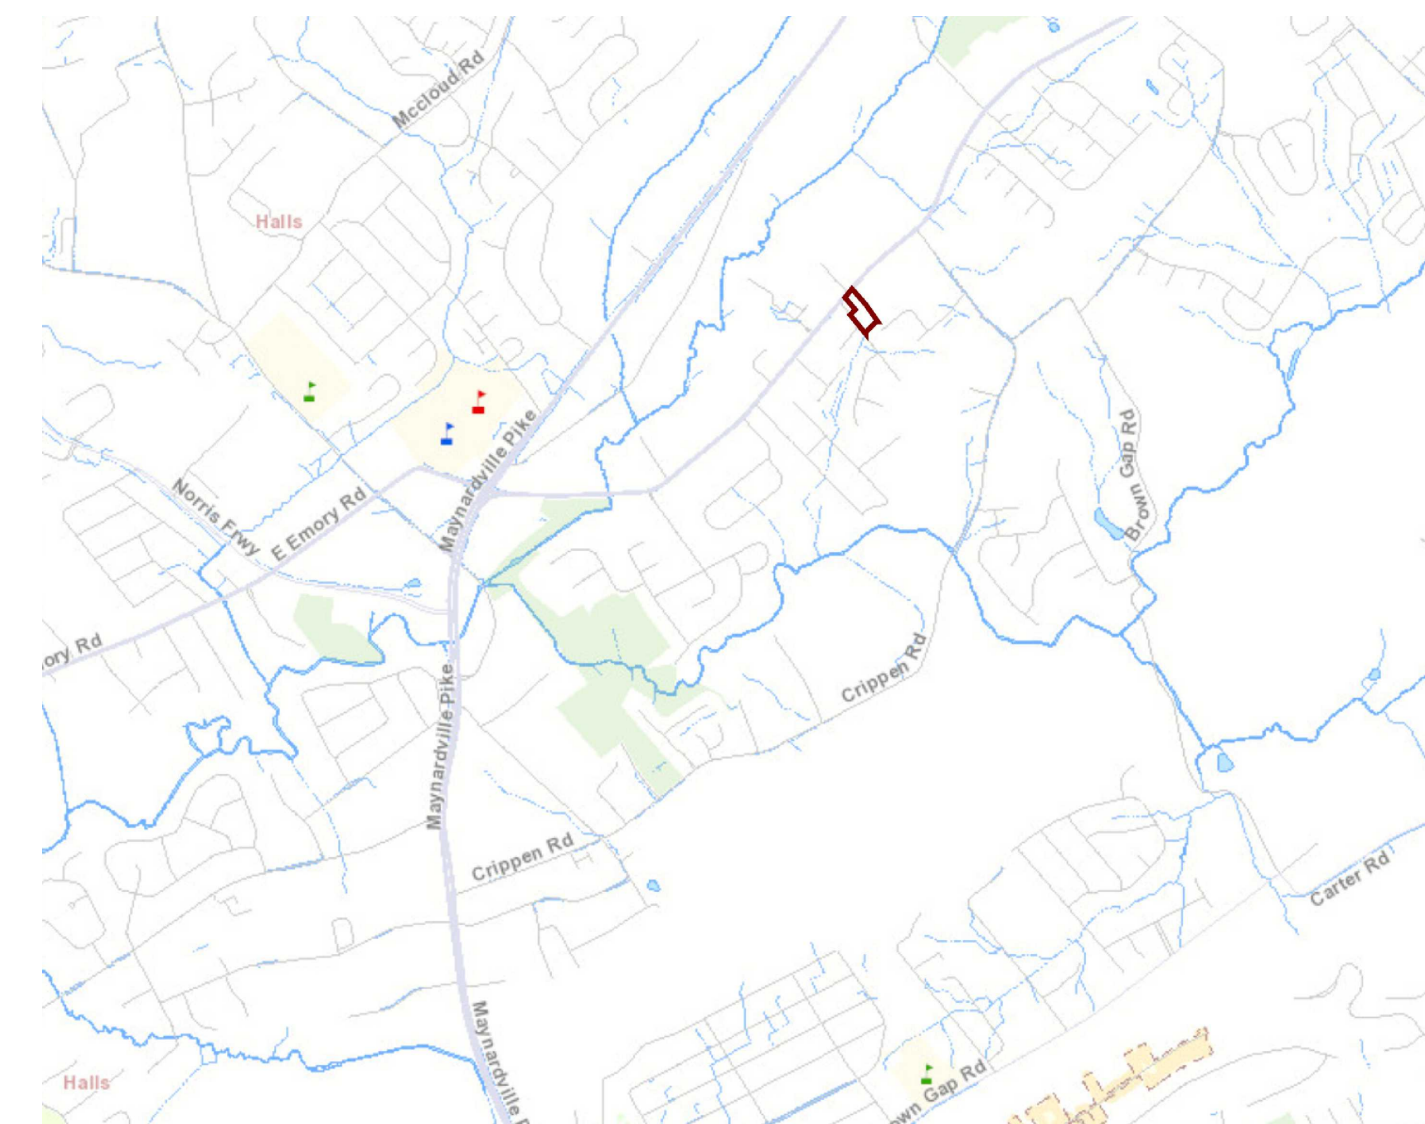 Mccloud Rd
Halls
Maynardville Pike
Brown Gap Rd
Norris Frwy
E Emory Rd
ory Rd
Crippen Rd
Maynardville Pike
Crippen Rd
Carter Rd
Maynardville P
Halls
own Gap Rd